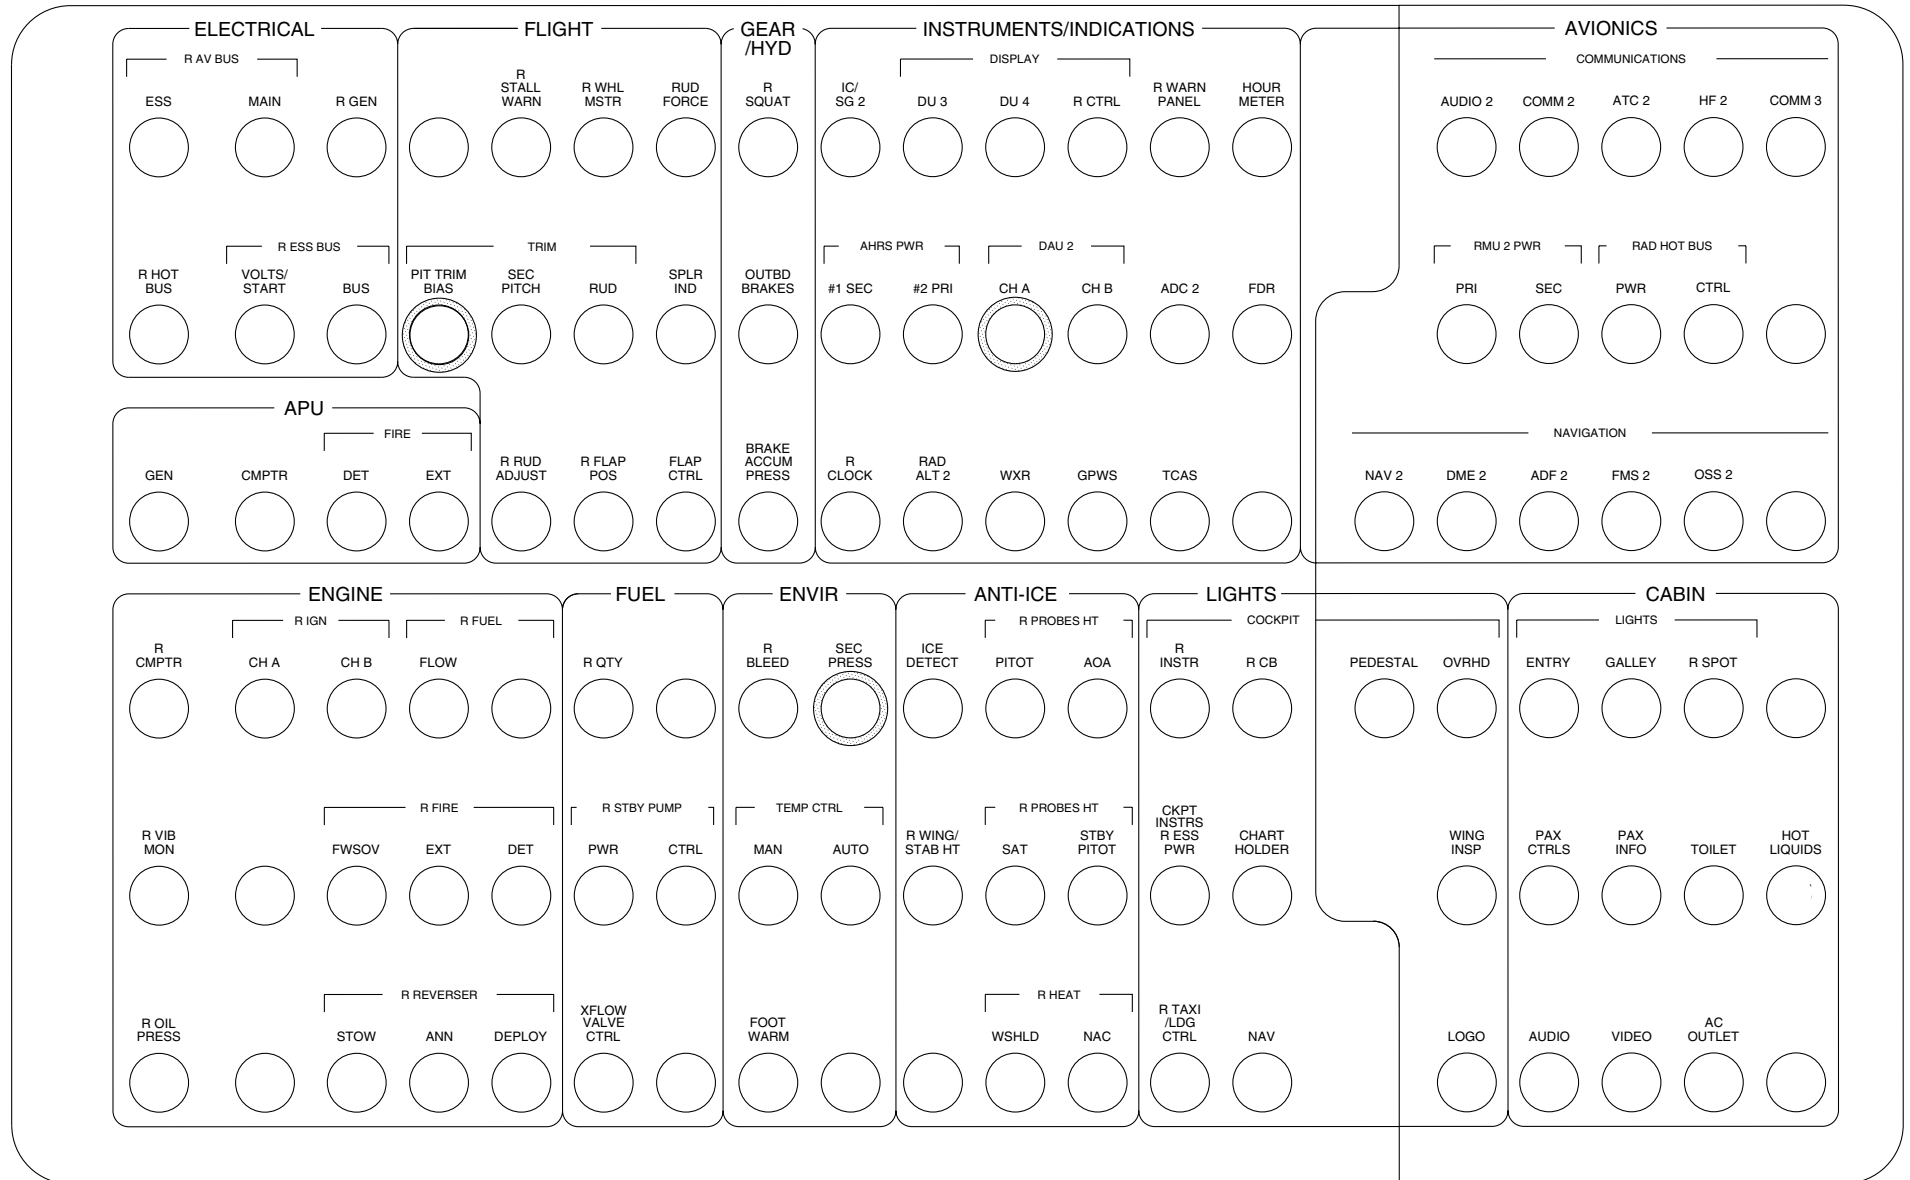 ELECTRICAL
FLIGHT
GEAR
/HYD
INSTRUMENTS/INDICATIONS
AVIONICS
R AV BUS
DISPLAY
COMMUNICATIONS
ESS
MAIN
R GEN
R
STALL
WARN
R WHL
MSTR
RUD
FORCE
R
SQUAT
IC/
SG 2
DU 3
DU 4
R CTRL
R WARN
PANEL
HOUR
METER
AUDIO 2
COMM 2
ATC 2
HF 2
COMM 3
R ESS BUS
TRIM
AHRS PWR
DAU 2
RMU 2 PWR
RAD HOT BUS
R HOT
BUS
VOLTS/
START
BUS
PIT TRIM
BIAS
SEC
PITCH
RUD
SPLR
IND
OUTBD
BRAKES
#1 SEC
#2 PRI
CH A
CH B
ADC 2
FDR
PRI
SEC
PWR
CTRL
APU
FIRE
NAVIGATION
GEN
CMPTR
DET
EXT
R RUD
ADJUST
R FLAP
POS
FLAP
CTRL
BRAKE
ACCUM
PRESS
R
CLOCK
RAD
ALT 2
WXR
GPWS
TCAS
NAV 2
DME 2
ADF 2
FMS 2
OSS 2
ENGINE
FUEL
ENVIR
ANTI-ICE
LIGHTS
CABIN
R IGN
R FUEL
R PROBES HT
COCKPIT
LIGHTS
R
CMPTR
CH A
CH B
FLOW
R QTY
R
BLEED
SEC
PRESS
ICE
DETECT
PITOT
AOA
R
INSTR
R CB
PEDESTAL
OVRHD
ENTRY
GALLEY
R SPOT
R FIRE
R STBY PUMP
TEMP CTRL
R PROBES HT
R VIB
MON
FWSOV
EXT
DET
PWR
CTRL
MAN
AUTO
R WING/
STAB HT
SAT
STBY
PITOT
CKPT
INSTRS
R ESS
PWR
CHART
HOLDER
WING
INSP
PAX
CTRLS
PAX
INFO
TOILET
HOT
LIQUIDS
R REVERSER
R HEAT
R OIL
PRESS
STOW
ANN
DEPLOY
XFLOW
VALVE
CTRL
FOOT
WARM
WSHLD
NAC
R TAXI
/LDG
CTRL
NAV
LOGO
AUDIO
VIDEO
AC
OUTLET